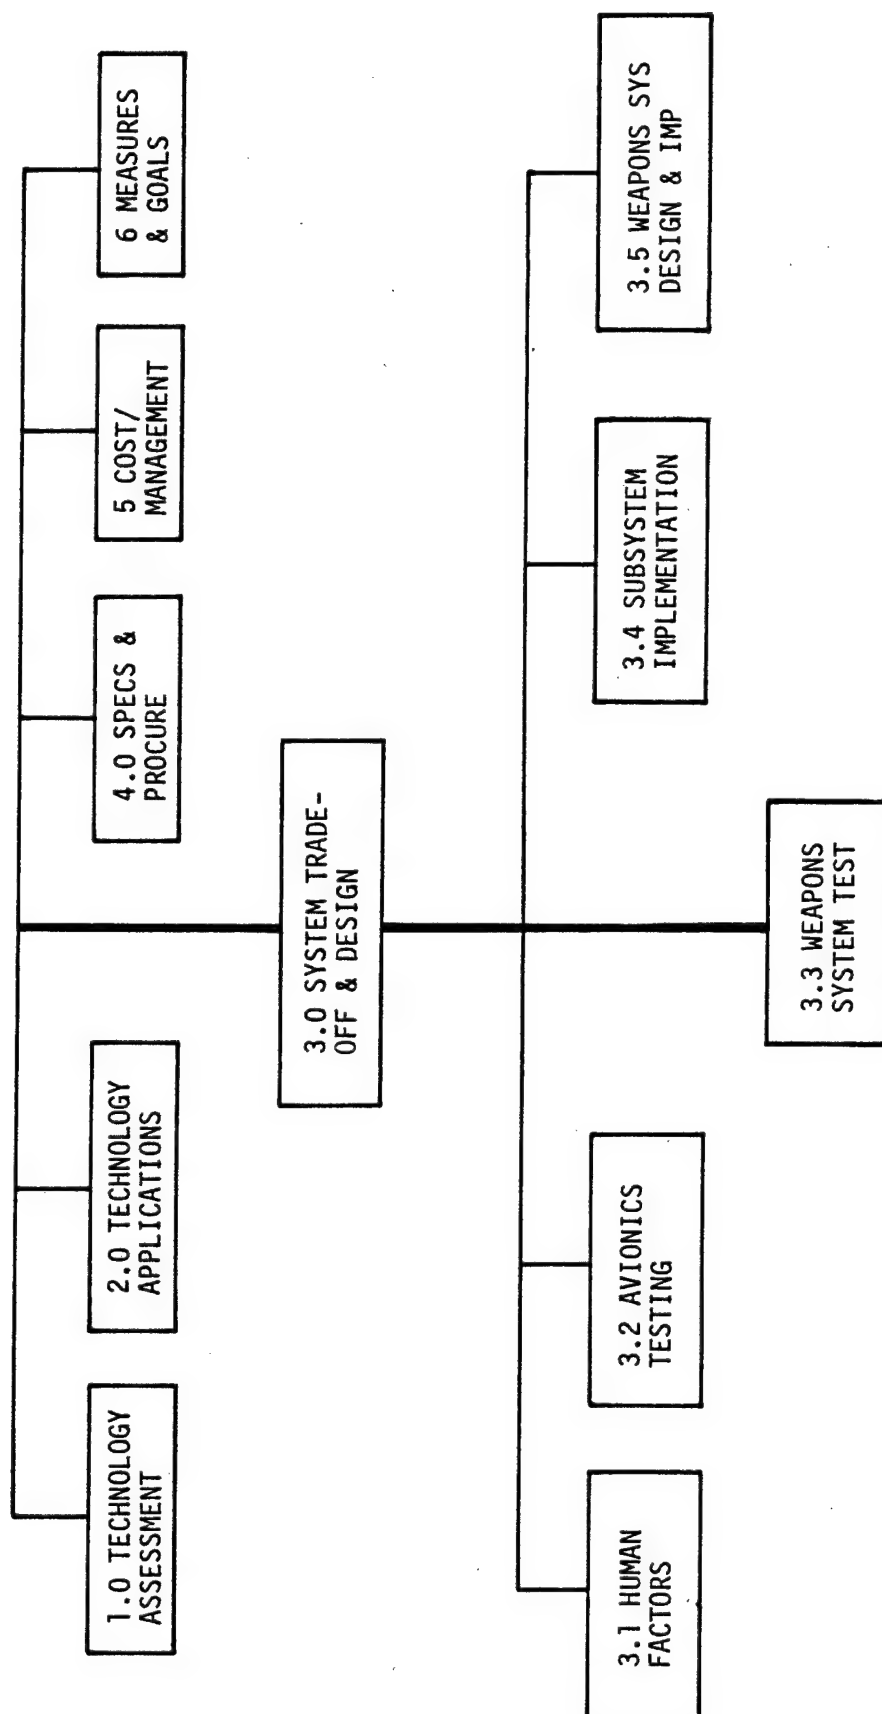 1.0 TECHNOLOGY
ASSESSMENT
2.0 TECHNOLOGY
APPLICATIONS
3.0 SYSTEM TRADE-
OFF & DESIGN
4.0 SPECS &
PROCURE
5 COST/
MANAGEMENT
6 MEASURES
& GOALS
3.1 HUMAN
FACTORS
3.2 AVIONICS
TESTING
3.3 WEAPONS
SYSTEM TEST
3.4 SUBSYSTEM
IMPLEMENTATION
3.5 WEAPONS SYS
DESIGN & IMP